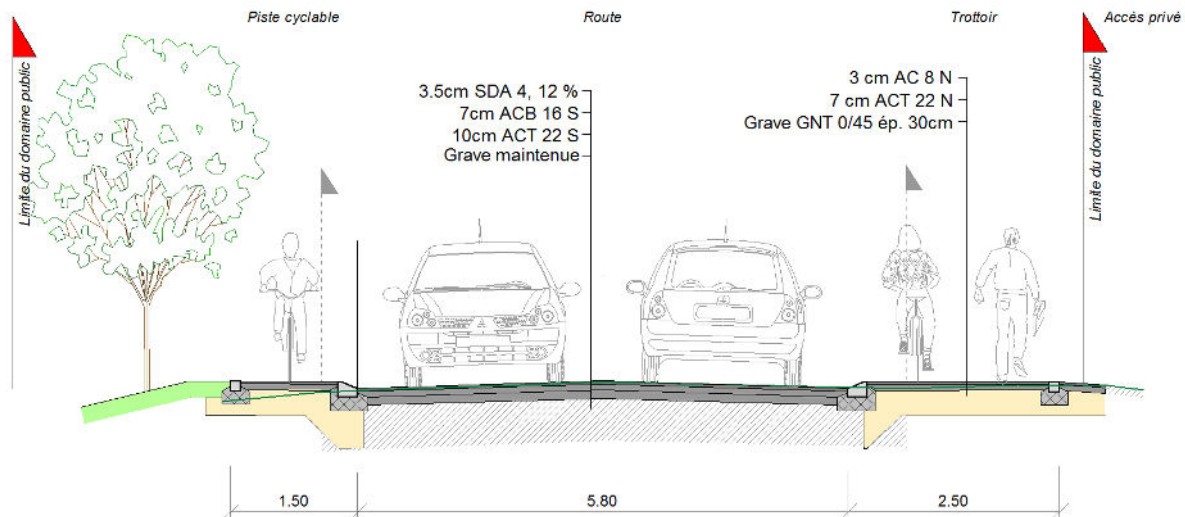 Piste cyclable
Route
Trottoir
Accès privé
Limite du domaine public
3.5cm SDA 4, 12 %
7cm ACB 16 S
10cm ACT 22 S
Grave maintenue
3 cm AC 8 N
7 cm ACT 22 N
Grave GNT 0/45 ép. 30cm
Limite du domaine public
1.50
5.80
2.50